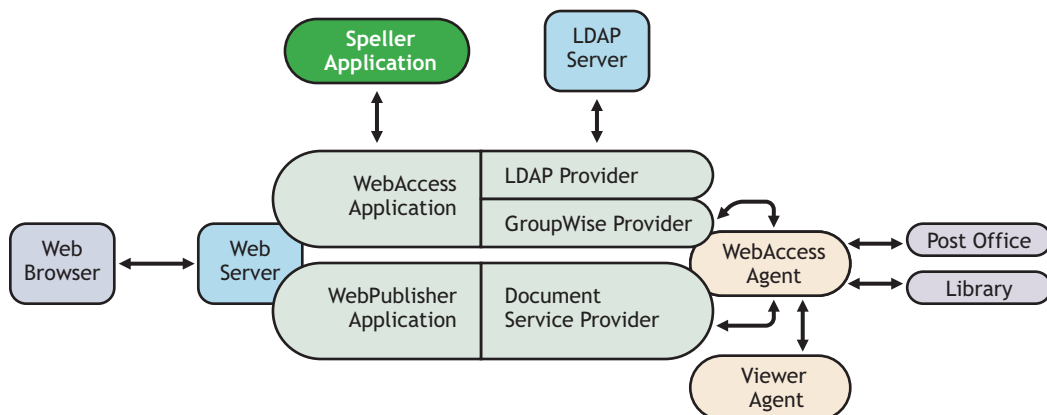 Speller
Application
LDAP
Server
WebAccess
Application
LDAP Provider
GroupWise Provider
Web
Browser
Web
Server
WebAccess
Agent
Post Office
Library
WebPublisher
Application
Document
Service Provider
Viewer
Agent